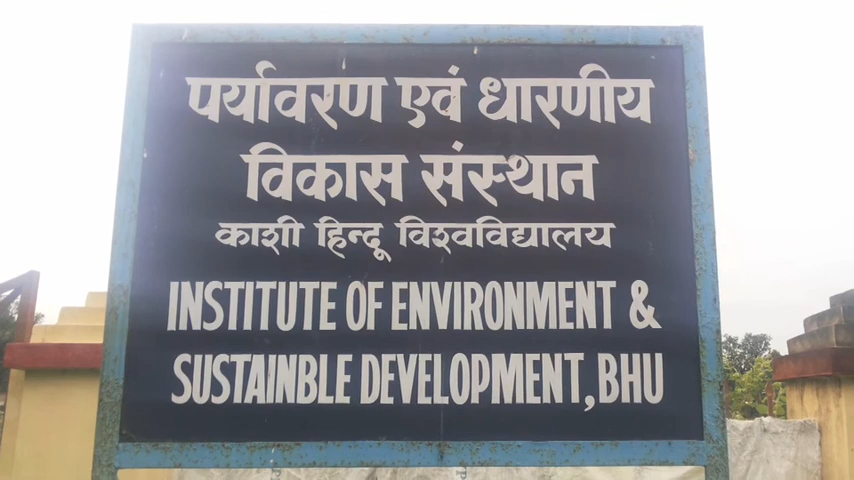 पर्यावरण एवं धारणीय
विकास संस्थान
काशी हिन्दू विश्वविद्यालय
INSTITUTE OF ENVIRONMENT &
SUSTAINBLE DEVELOPMENT, BHU